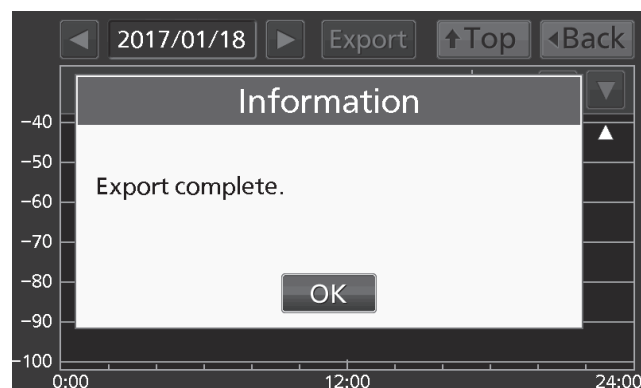 ◀ 2017/01/18 ▶ Export ↑Top ◀Back
Information
▼
▲
Export complete.
OK
−40
−50
−60
−70
−80
−90
−100
0:00 12:00 24:00